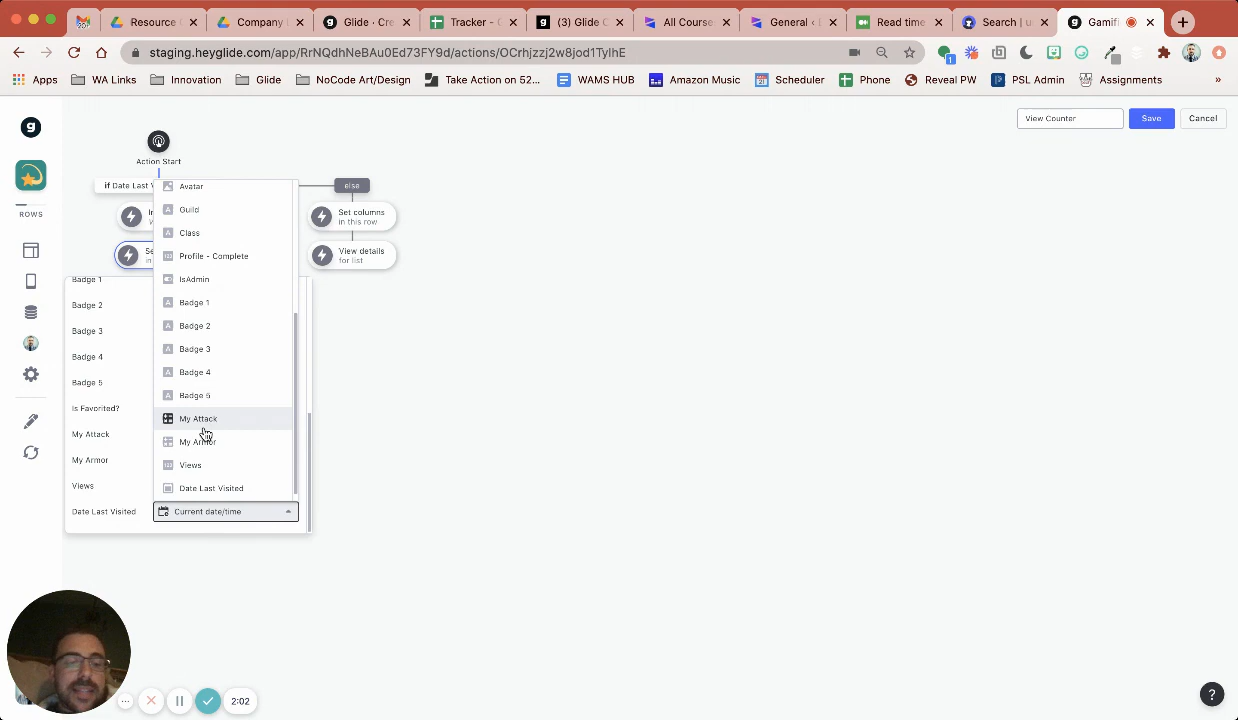 Resource
Company
Glide · Cre
Tracker -
(3) Glide C
All Course
General ‹
Read time
Search | u
Gamifi
staging.heyglide.com/app/RrNQdhNeBAu0Ed73FY9d/actions/OCrhjzzj2w8jod1TylhE
Apps
WA Links
Innovation
Glide
NoCode Art/Design
Take Action on 52...
WAMS HUB
Amazon Music
Scheduler
Phone
Reveal PW
PSL Admin
Assignments
»
View Counter
Save
Cancel
Action Start
if Date Last V
else
ROWS
In
Set columns
in this row
Se
in
View details
for list
Avatar
Guild
Class
Profile - Complete
IsAdmin
Badge 1
Badge 2
Badge 3
Badge 4
Badge 5
My Attack
My Armor
Views
Date Last Visited
Badge 1
Badge 2
Badge 3
Badge 4
Badge 5
Is Favorited?
My Attack
My Armor
Views
Date Last Visited
Current date/time
2:02